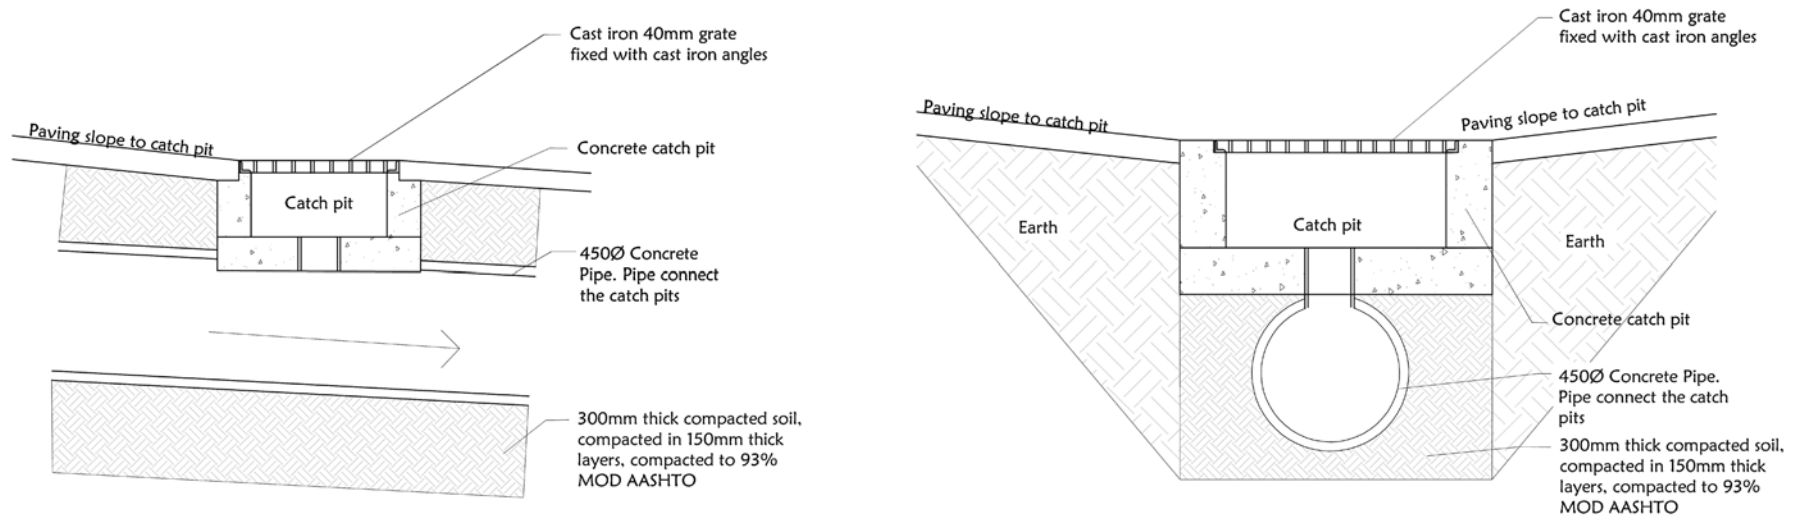 Cast iron 40mm grate
fixed with cast iron angles
Paving slope to catch pit
Concrete catch pit
Catch pit
450Ø Concrete
Pipe. Pipe connect
the catch pits
300mm thick compacted soil,
compacted in 150mm thick
layers, compacted to 93%
MOD AASHTO
Cast iron 40mm grate
fixed with cast iron angles
Paving slope to catch pit
Paving slope to catch pit
Earth
Catch pit
Earth
Concrete catch pit
450Ø Concrete Pipe.
Pipe connect the catch
pits
300mm thick compacted soil,
compacted in 150mm thick
layers, compacted to 93%
MOD AASHTO